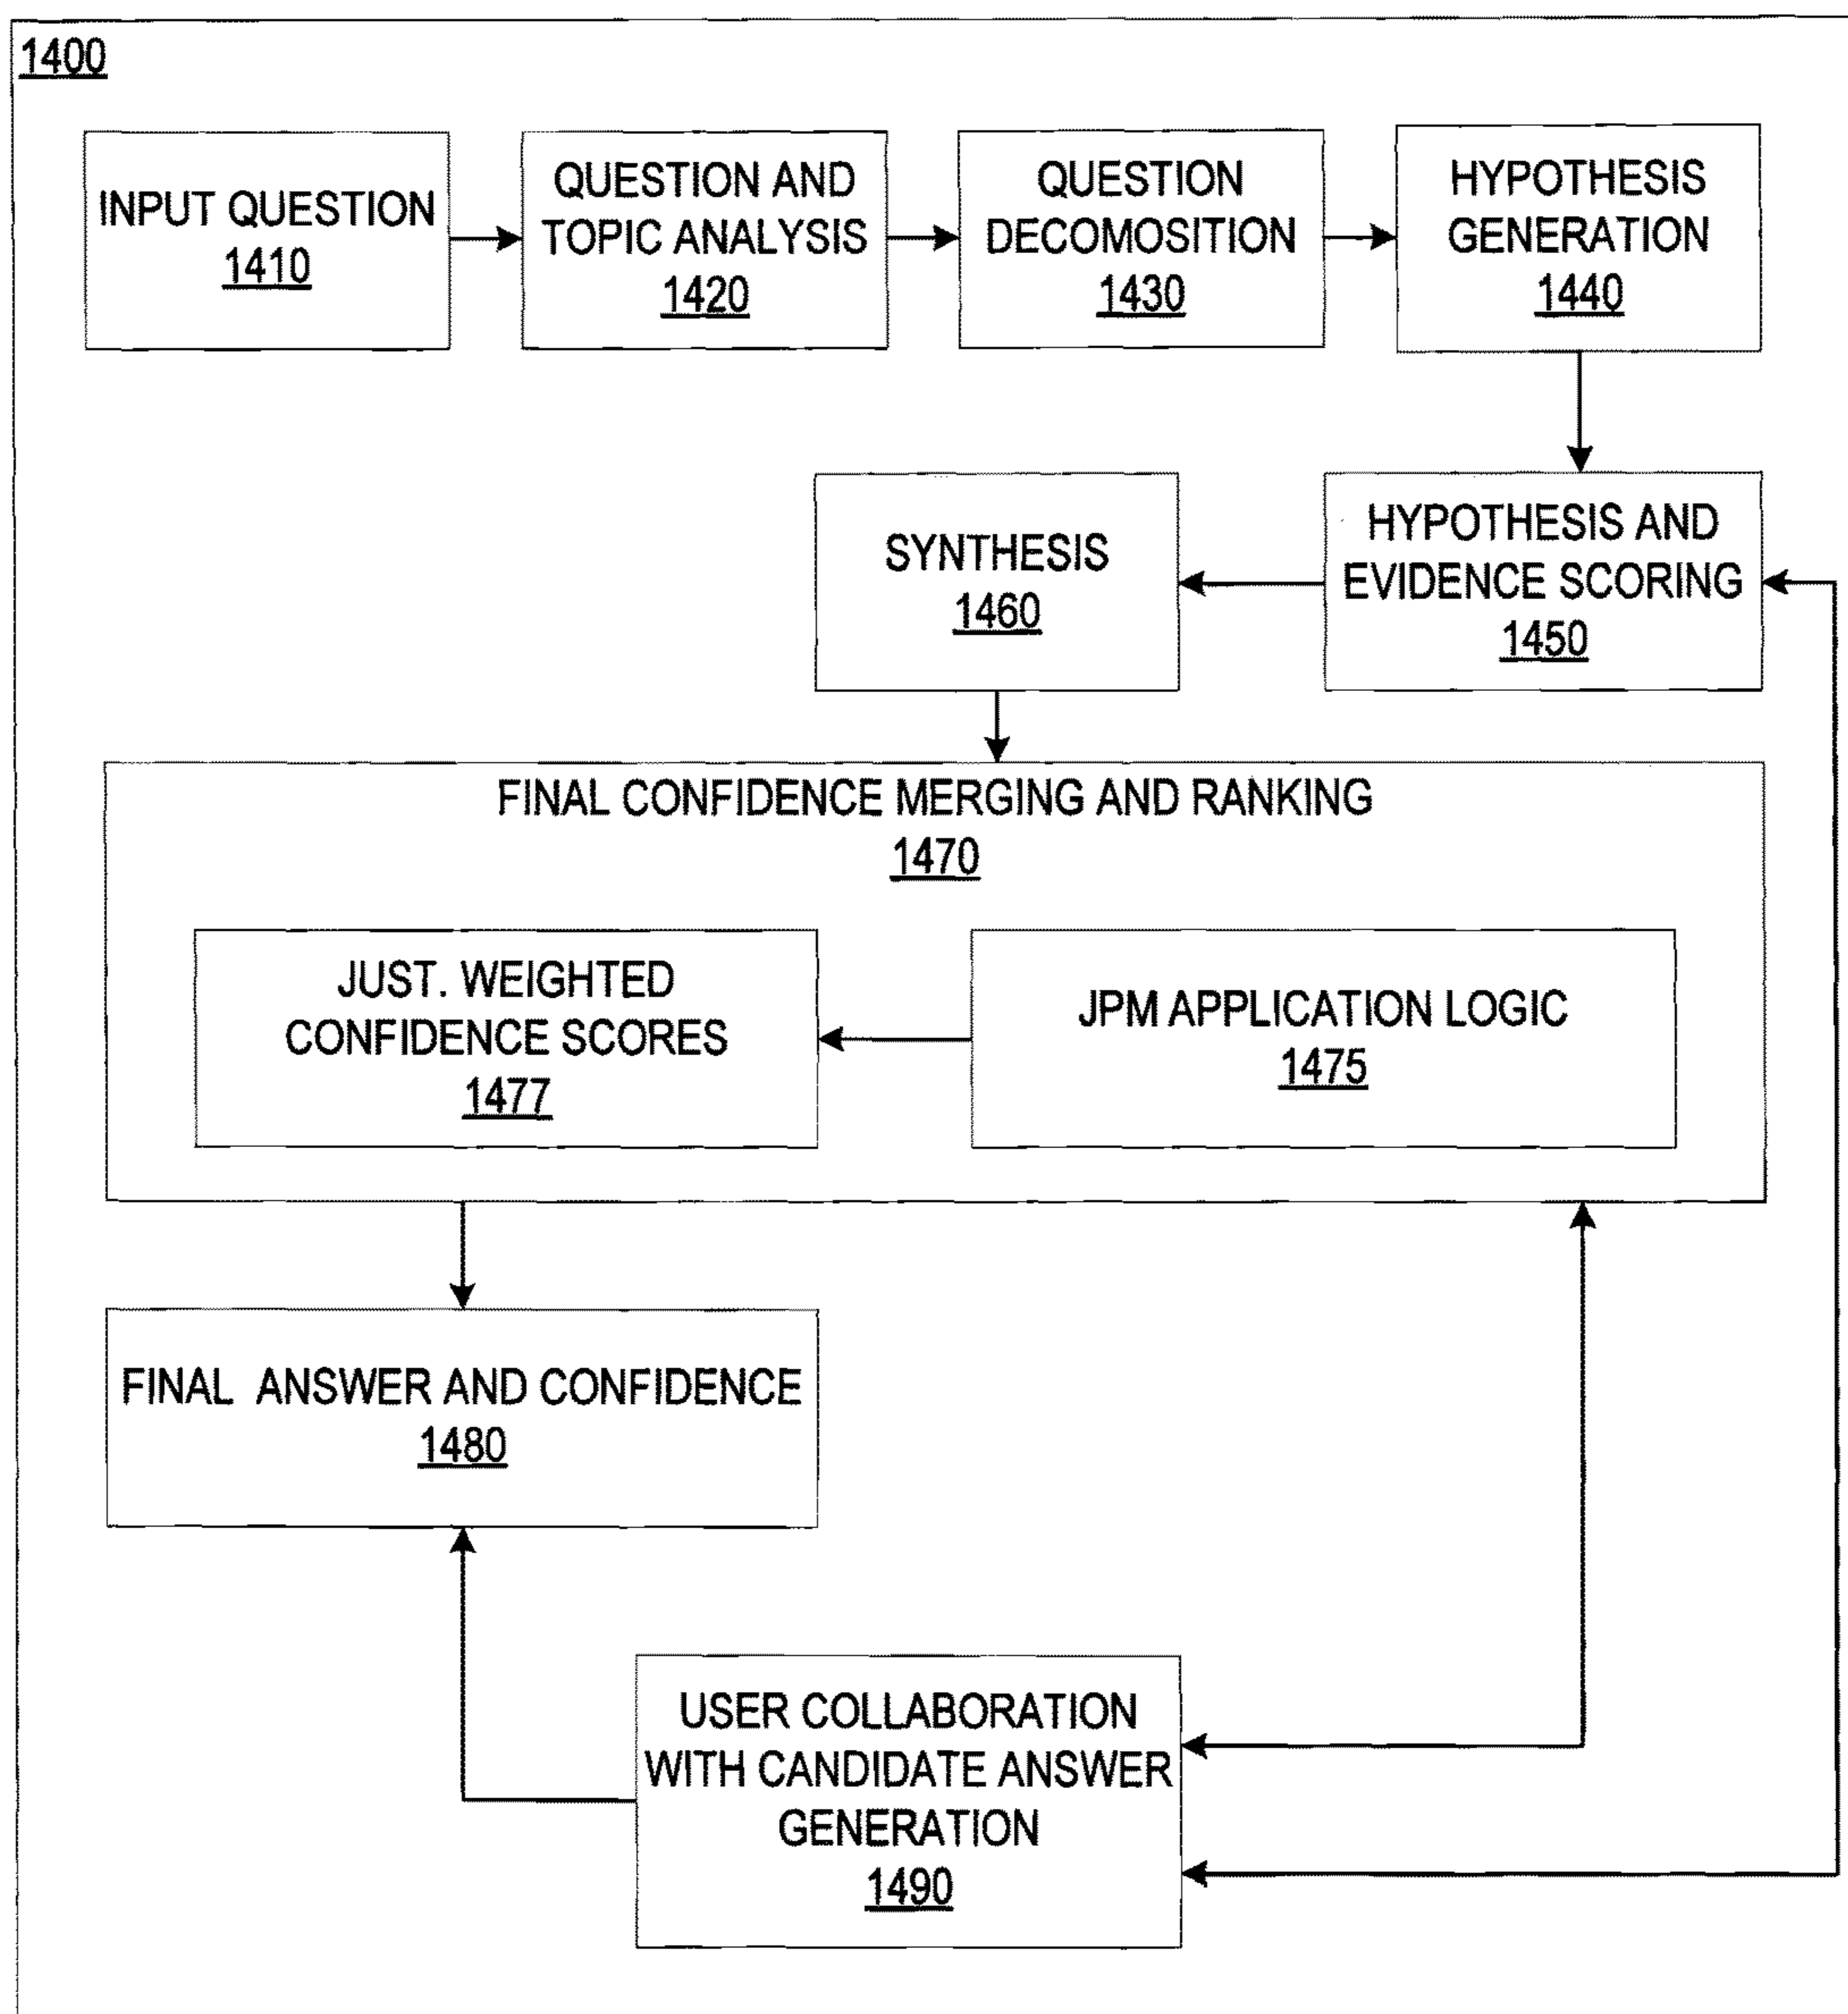 1400
INPUT QUESTION
1410
QUESTION AND
TOPIC ANALYSIS
1420
QUESTION
DECOMOSITION
1430
HYPOTHESIS
GENERATION
1440
HYPOTHESIS AND
EVIDENCE SCORING
1450
SYNTHESIS
1460
FINAL CONFIDENCE MERGING AND RANKING
1470
JUST. WEIGHTED
CONFIDENCE SCORES
1477
JPM APPLICATION LOGIC
1475
FINAL ANSWER AND CONFIDENCE
1480
USER COLLABORATION
WITH CANDIDATE ANSWER
GENERATION
1490